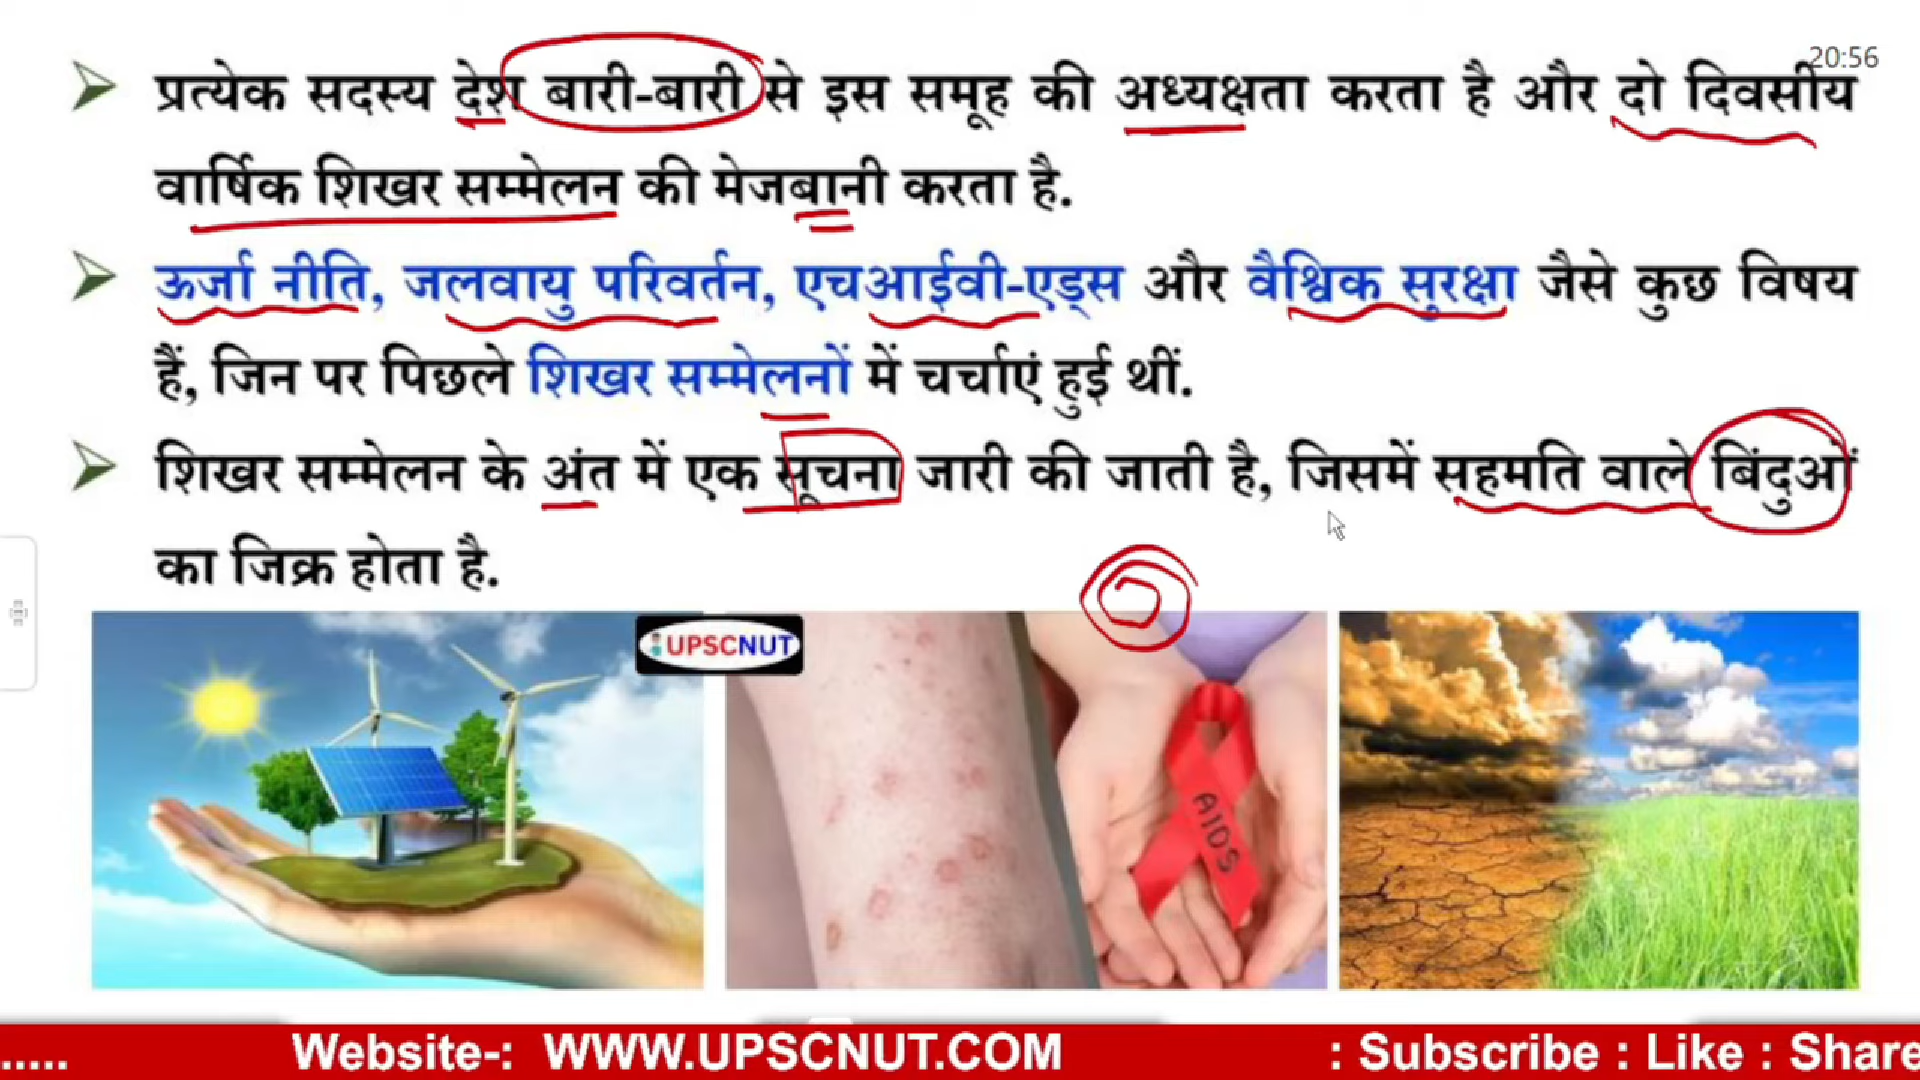 20:56
प्रत्येक सदस्य देश बारी-बारी से इस समूह की अध्यक्षता करता है और दो दिवसीय
वार्षिक शिखर सम्मेलन की मेजबानी करता है.
ऊर्जा नीति, जलवायु परिवर्तन, एचआईवी-एड्स और वैश्विक सुरक्षा जैसे कुछ विषय
हैं, जिन पर पिछले शिखर सम्मेलनों में चर्चाएं हुई थीं.
शिखर सम्मेलन के अंत में एक सूचना जारी की जाती है, जिसमें सहमति वाले बिंदुओं
का जिक्र होता है.
UPSCNUT
AIDS
...... Website-: WWW.UPSCNUT.COM : Subscribe : Like : Share